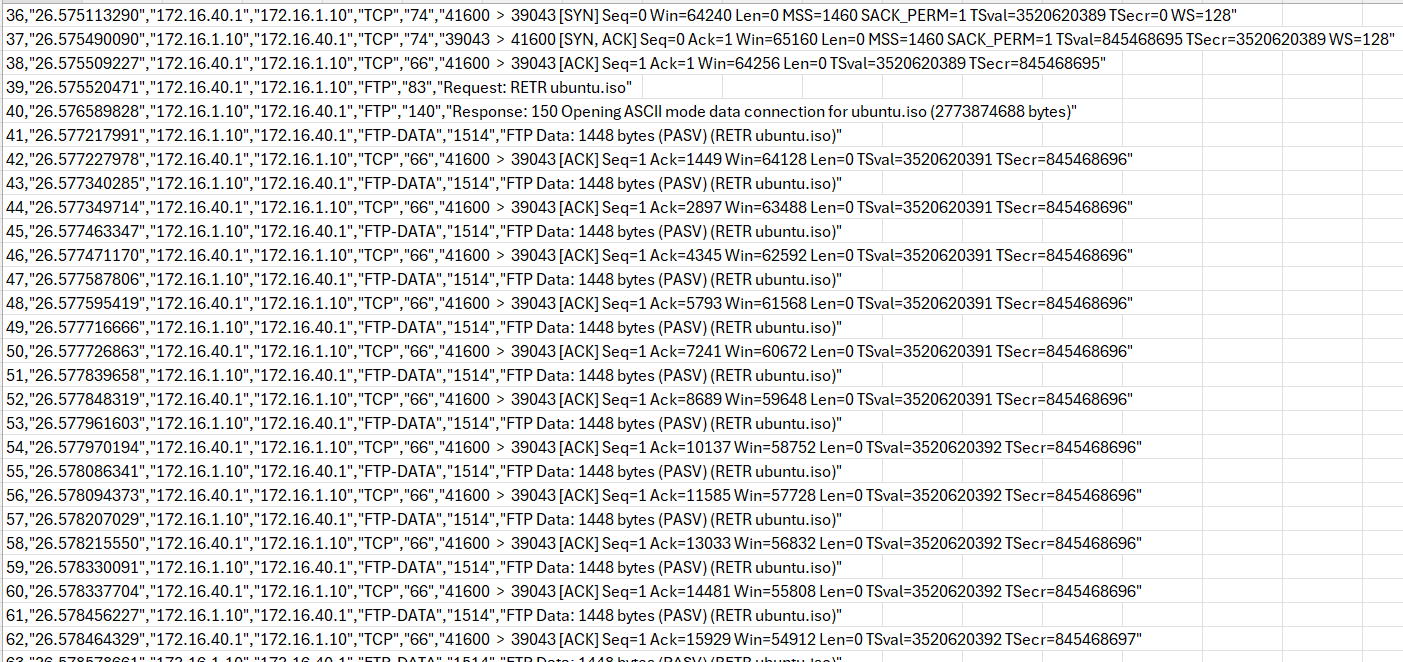 36,"26.575113290","172.16.40.1","172.16.1.10","TCP","74","41600 > 39043 [SYN] Seq=0 Win=64240 Len=0 MSS=1460 SACK_PERM=1 TSval=3520620389 TSecr=0 WS=128"
37,"26.575490090","172.16.1.10","172.16.40.1","TCP","74","39043 > 41600 [SYN, ACK] Seq=0 Ack=1 Win=65160 Len=0 MSS=1460 SACK_PERM=1 TSval=845468695 TSecr=3520620389 WS=128"
38,"26.575509227","172.16.40.1","172.16.1.10","TCP","66","41600 > 39043 [ACK] Seq=1 Ack=1 Win=64256 Len=0 TSval=3520620389 TSecr=845468695"
39,"26.575520471","172.16.40.1","172.16.1.10","FTP","83","Request: RETR ubuntu.iso"
40,"26.576589828","172.16.1.10","172.16.40.1","FTP","140","Response: 150 Opening ASCII mode data connection for ubuntu.iso (2773874688 bytes)"
41,"26.577217991","172.16.1.10","172.16.40.1","FTP-DATA","1514","FTP Data: 1448 bytes (PASV) (RETR ubuntu.iso)"
42,"26.577227978","172.16.40.1","172.16.1.10","TCP","66","41600 > 39043 [ACK] Seq=1 Ack=1449 Win=64128 Len=0 TSval=3520620391 TSecr=845468696"
43,"26.577340285","172.16.1.10","172.16.40.1","FTP-DATA","1514","FTP Data: 1448 bytes (PASV) (RETR ubuntu.iso)"
44,"26.577349714","172.16.40.1","172.16.1.10","TCP","66","41600 > 39043 [ACK] Seq=1 Ack=2897 Win=63488 Len=0 TSval=3520620391 TSecr=845468696"
45,"26.577463347","172.16.1.10","172.16.40.1","FTP-DATA","1514","FTP Data: 1448 bytes (PASV) (RETR ubuntu.iso)"
46,"26.577471170","172.16.40.1","172.16.1.10","TCP","66","41600 > 39043 [ACK] Seq=1 Ack=4345 Win=62592 Len=0 TSval=3520620391 TSecr=845468696"
47,"26.577587806","172.16.1.10","172.16.40.1","FTP-DATA","1514","FTP Data: 1448 bytes (PASV) (RETR ubuntu.iso)"
48,"26.577595419","172.16.40.1","172.16.1.10","TCP","66","41600 > 39043 [ACK] Seq=1 Ack=5793 Win=61568 Len=0 TSval=3520620391 TSecr=845468696"
49,"26.577716666","172.16.1.10","172.16.40.1","FTP-DATA","1514","FTP Data: 1448 bytes (PASV) (RETR ubuntu.iso)"
50,"26.577726863","172.16.40.1","172.16.1.10","TCP","66","41600 > 39043 [ACK] Seq=1 Ack=7241 Win=60672 Len=0 TSval=3520620391 TSecr=845468696"
51,"26.577839658","172.16.1.10","172.16.40.1","FTP-DATA","1514","FTP Data: 1448 bytes (PASV) (RETR ubuntu.iso)"
52,"26.577848319","172.16.40.1","172.16.1.10","TCP","66","41600 > 39043 [ACK] Seq=1 Ack=8689 Win=59648 Len=0 TSval=3520620391 TSecr=845468696"
53,"26.577961603","172.16.1.10","172.16.40.1","FTP-DATA","1514","FTP Data: 1448 bytes (PASV) (RETR ubuntu.iso)"
54,"26.577970194","172.16.40.1","172.16.1.10","TCP","66","41600 > 39043 [ACK] Seq=1 Ack=10137 Win=58752 Len=0 TSval=3520620392 TSecr=845468696"
55,"26.578086341","172.16.1.10","172.16.40.1","FTP-DATA","1514","FTP Data: 1448 bytes (PASV) (RETR ubuntu.iso)"
56,"26.578094373","172.16.40.1","172.16.1.10","TCP","66","41600 > 39043 [ACK] Seq=1 Ack=11585 Win=57728 Len=0 TSval=3520620392 TSecr=845468696"
57,"26.578207029","172.16.1.10","172.16.40.1","FTP-DATA","1514","FTP Data: 1448 bytes (PASV) (RETR ubuntu.iso)"
58,"26.578215550","172.16.40.1","172.16.1.10","TCP","66","41600 > 39043 [ACK] Seq=1 Ack=13033 Win=56832 Len=0 TSval=3520620392 TSecr=845468696"
59,"26.578330091","172.16.1.10","172.16.40.1","FTP-DATA","1514","FTP Data: 1448 bytes (PASV) (RETR ubuntu.iso)"
60,"26.578337704","172.16.40.1","172.16.1.10","TCP","66","41600 > 39043 [ACK] Seq=1 Ack=14481 Win=55808 Len=0 TSval=3520620392 TSecr=845468696"
61,"26.578456227","172.16.1.10","172.16.40.1","FTP-DATA","1514","FTP Data: 1448 bytes (PASV) (RETR ubuntu.iso)"
62,"26.578464329","172.16.40.1","172.16.1.10","TCP","66","41600 > 39043 [ACK] Seq=1 Ack=15929 Win=54912 Len=0 TSval=3520620392 TSecr=845468697"